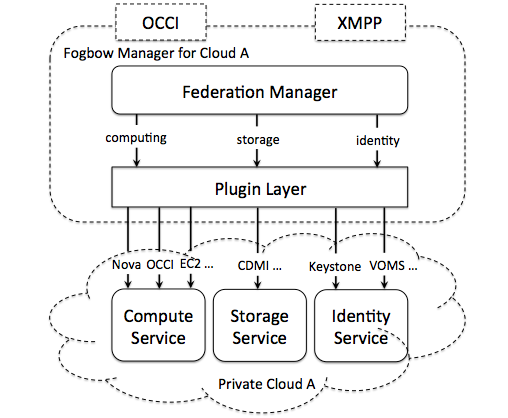 OCCI XMPP
Fogbow Manager for Cloud A
Federation Manager
computing storage identity
Plugin Layer
Nova OCCI EC2 ... CDMI ... Keystone VOMS ...
Compute Storage Identity
Service Service Service
Private Cloud A